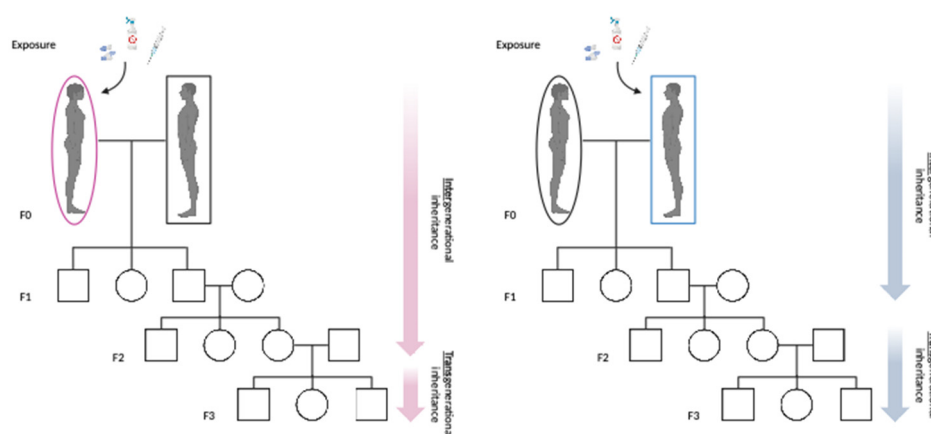 Exposure
F0
F1
F2
F3
Intergenerational
inheritance
Transgenerational
inheritance
Exposure
F0
F1
F2
F3
inheritance
inheritance